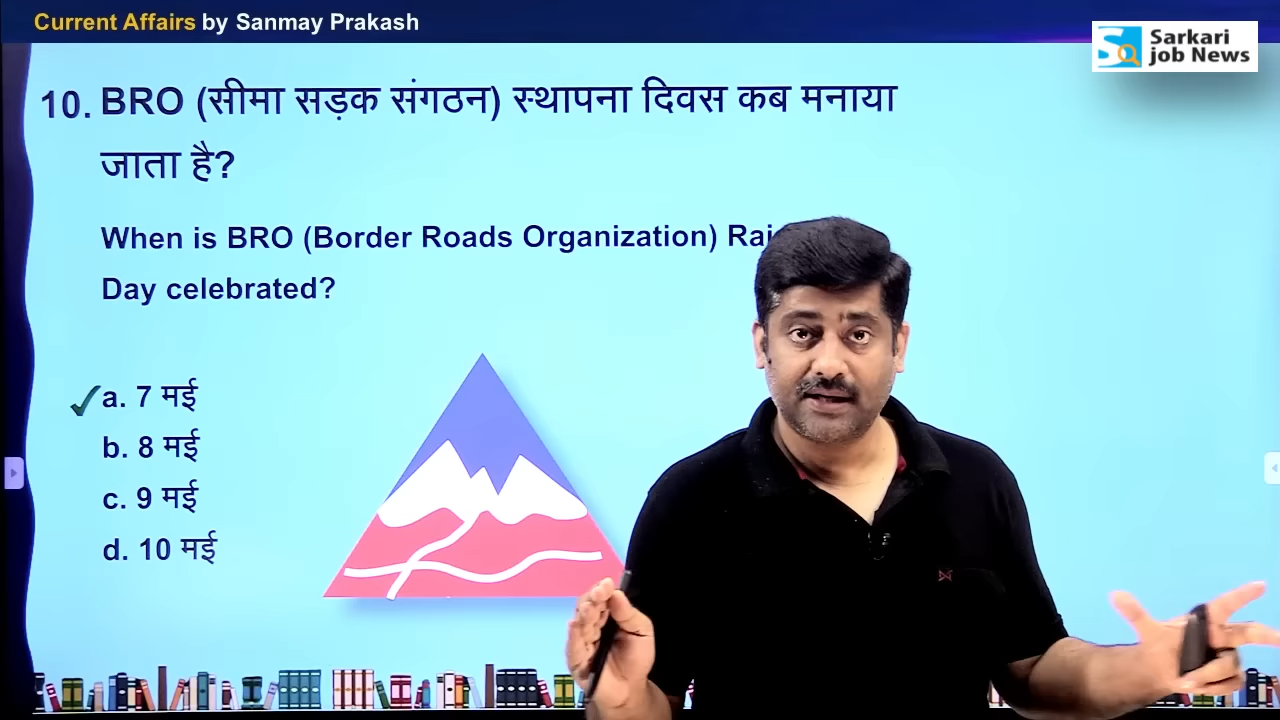 Current Affairs by Sanmay Prakash
Sarkari
job News
10. BRO (सीमा सड़क संगठन) स्थापना दिवस कब मनाया
जाता है?
When is BRO (Border Roads Organization)
Day celebrated?
a. 7 मई
b. 8 मई
c. 9 मई
d. 10 मई